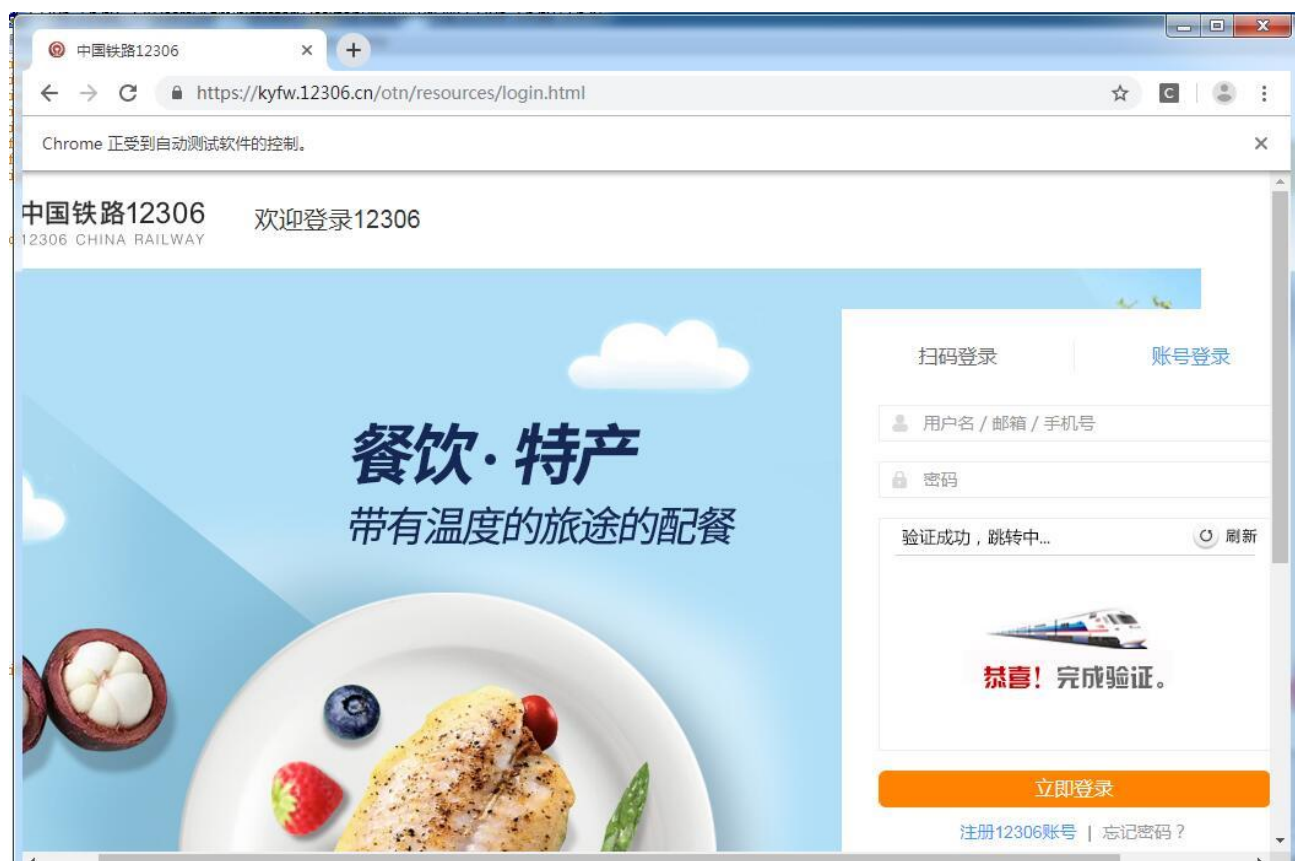 中国铁路12306
https://kyfw.12306.cn/otn/resources/login.html
C
Chrome 正受到自动测试软件的控制。
中国铁路12306
12306 CHINA RAILWAY
欢迎登录12306
餐饮·特产
带有温度的旅途的配餐
扫码登录
账号登录
用户名 / 邮箱 / 手机号
密码
验证成功，跳转中...
刷新
恭喜！完成验证。
立即登录
注册12306账号 | 忘记密码？